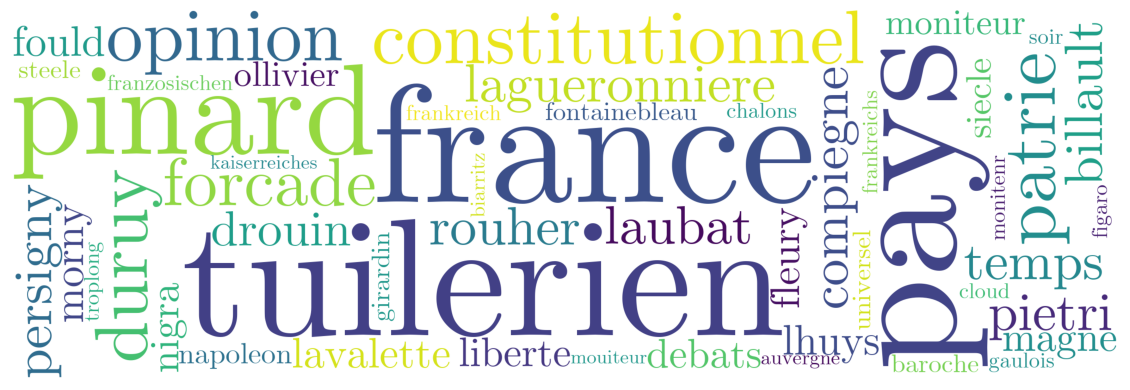 fould
opinion
constitutionnel
moniteur
soir
steele
franzosischen
ollivier
lagueronniere
pinard
france
frankreich
fontainebleau
chalons
compiegne
frankreichs
pays
siecle
patrie
billault
kaiserreiches
forcade
biarritz
persigny
morny
troplong
duruy
nigra
drouin
girardin
rouher
laubat
fleury
universel
monitenr
figaro
tuilerien
temps
cloud
pietri
napoleon
lavalette
liberte
mouiteur
debats
auvergne
lhuys
baroche
magne
gaulois